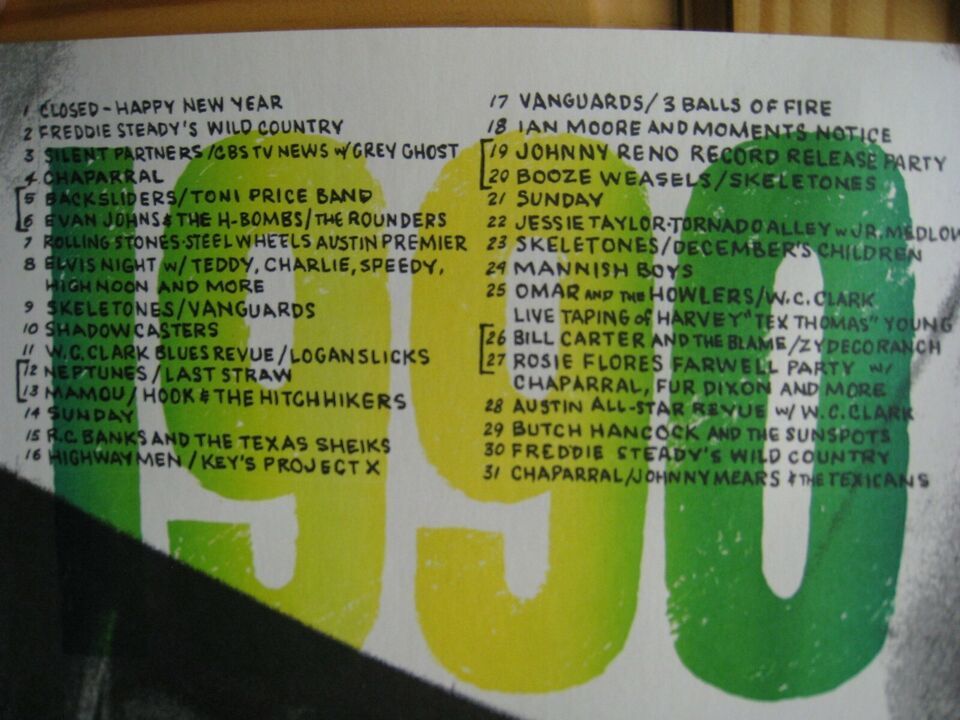 1 CLOSED - HAPPY NEW YEAR
2 FREDDIE STEADY'S WILD COUNTRY
3 SILENT PARTNERS/CBS TV NEWS W/ GREY GHOST
4 CHAPARRAL
5 BACKSLIDERS/TONI PRICE BAND
6 EVAN JOHNS & THE H-BOMBS/THE ROUNDERS
7 ROLLING STONES·STEEL WHEELS AUSTIN PREMIER
8 ELVIS NIGHT W/ TEDDY, CHARLIE, SPEEDY,
HIGH NOON AND MORE
9 SKELETONES/VANGUARDS
10 SHADOWCASTERS
11 W.C. CLARK BLUES REVUE/LOGAN SLICKS
12 NEPTUNES/LAST STRAW
13 MAMOU/HOOK & THE HITCHHIKERS
14 SUNDAY
15 R.C. BANKS AND THE TEXAS SHEIKS
16 HIGHWAYMEN/KEY'S PROJECT X
17 VANGUARDS/3 BALLS OF FIRE
18 IAN MOORE AND MOMENTS NOTICE
19 JOHNNY RENO RECORD RELEASE PARTY
20 BOOZE WEASELS/SKELETONES
21 SUNDAY
22 JESSIE TAYLOR·TORNADO ALLEY W JR. MEDLOW
23 SKELETONES/DECEMBER'S CHILDREN
24 MANNISH BOYS
25 OMAR AND THE HOWLERS/W.C. CLARK
LIVE TAPING of HARVEY "TEX THOMAS" YOUNG
26 BILL CARTER AND THE BLAME/ZYDECO RANCH
27 ROSIE FLORES FARWELL PARTY W/
CHAPARRAL, FUR DIXON AND MORE
28 AUSTIN ALL-STAR REVUE W/ W.C. CLARK
29 BUTCH HANCOCK AND THE SUNSPOTS
30 FREDDIE STEADY'S WILD COUNTRY
31 CHAPARRAL/JOHNNY MEARS & THE TEXICANS
1990